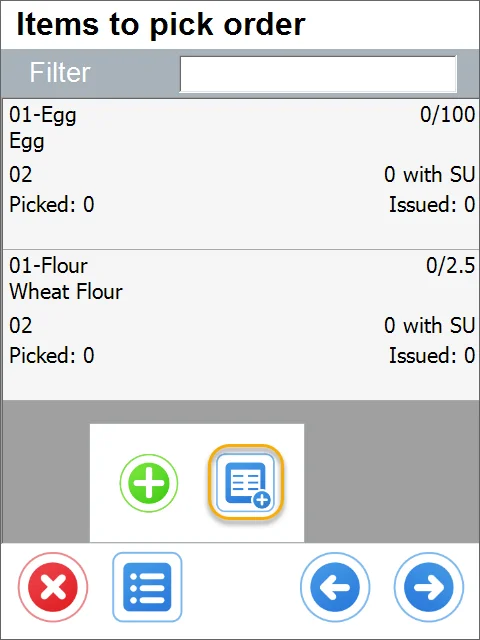 Items to pick order
Filter
01-Egg 0/100
Egg
02 0 with SU
Picked: 0 Issued: 0
01-Flour 0/2.5
Wheat Flour
02 0 with SU
Picked: 0 Issued: 0